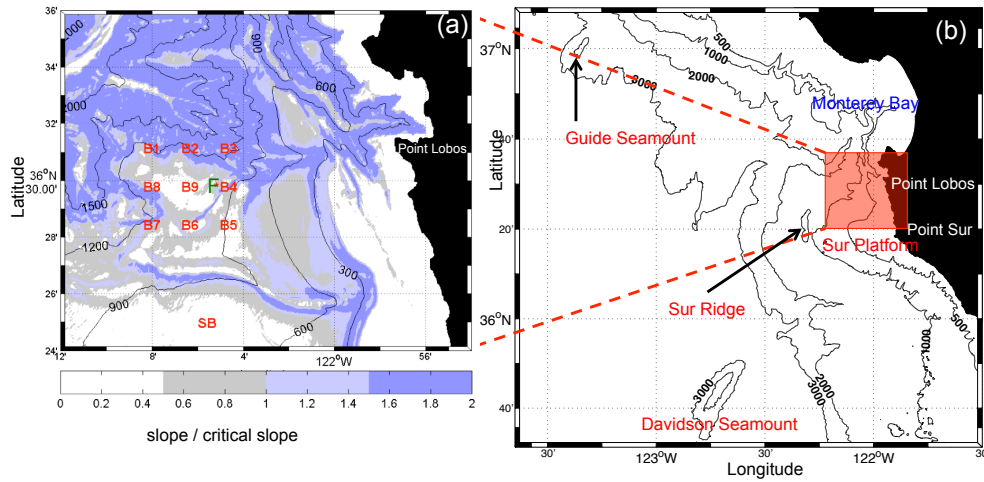 (a)
36'
34'
32'
36°N
30.00'
28'
26'
24'
Latitude
12'
8'
4'
122°W
56'
1000
900
600
2000
1500
1200
900
600
300
Point Lobos
B1 B2 B3
B8 B9 F B4
B7 B6 B5
SB
0 0.2 0.4 0.6 0.8 1 1.2 1.4 1.6 1.8 2
slope / critical slope
(b)
37°N
30'
20'
36°N
40'
Latitude
500
1000
2000
3000
Monterey Bay
Guide Seamount
Point Lobos
Point Sur
Sur Platform
Sur Ridge
500
1000
2000
3000
3000
Davidson Seamount
30' 123°W 30' 122°W 30'
Longitude